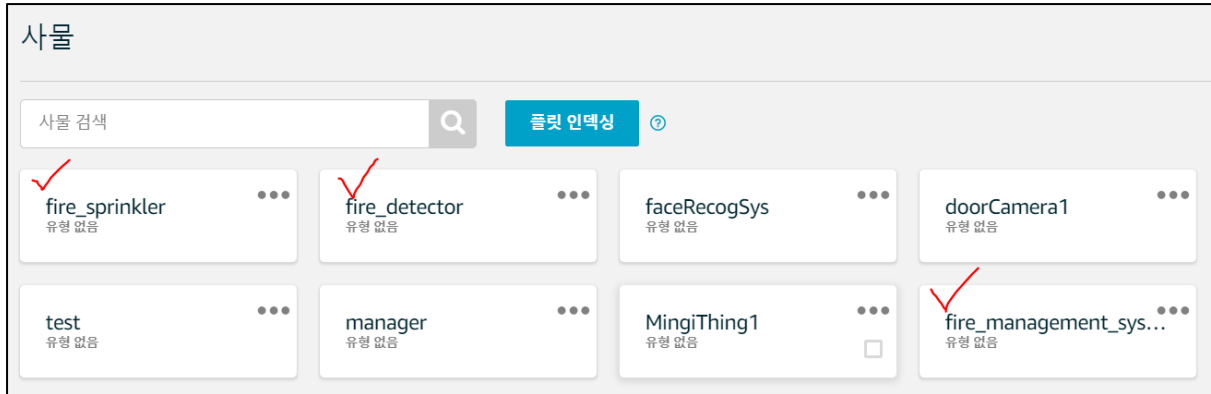 사물
사물 검색
플릿 인덱싱
fire_sprinkler
유형 없음
fire_detector
유형 없음
faceRecogSys
유형 없음
doorCamera1
유형 없음
test
유형 없음
manager
유형 없음
MingiThing1
유형 없음
fire_management_sys...
유형 없음